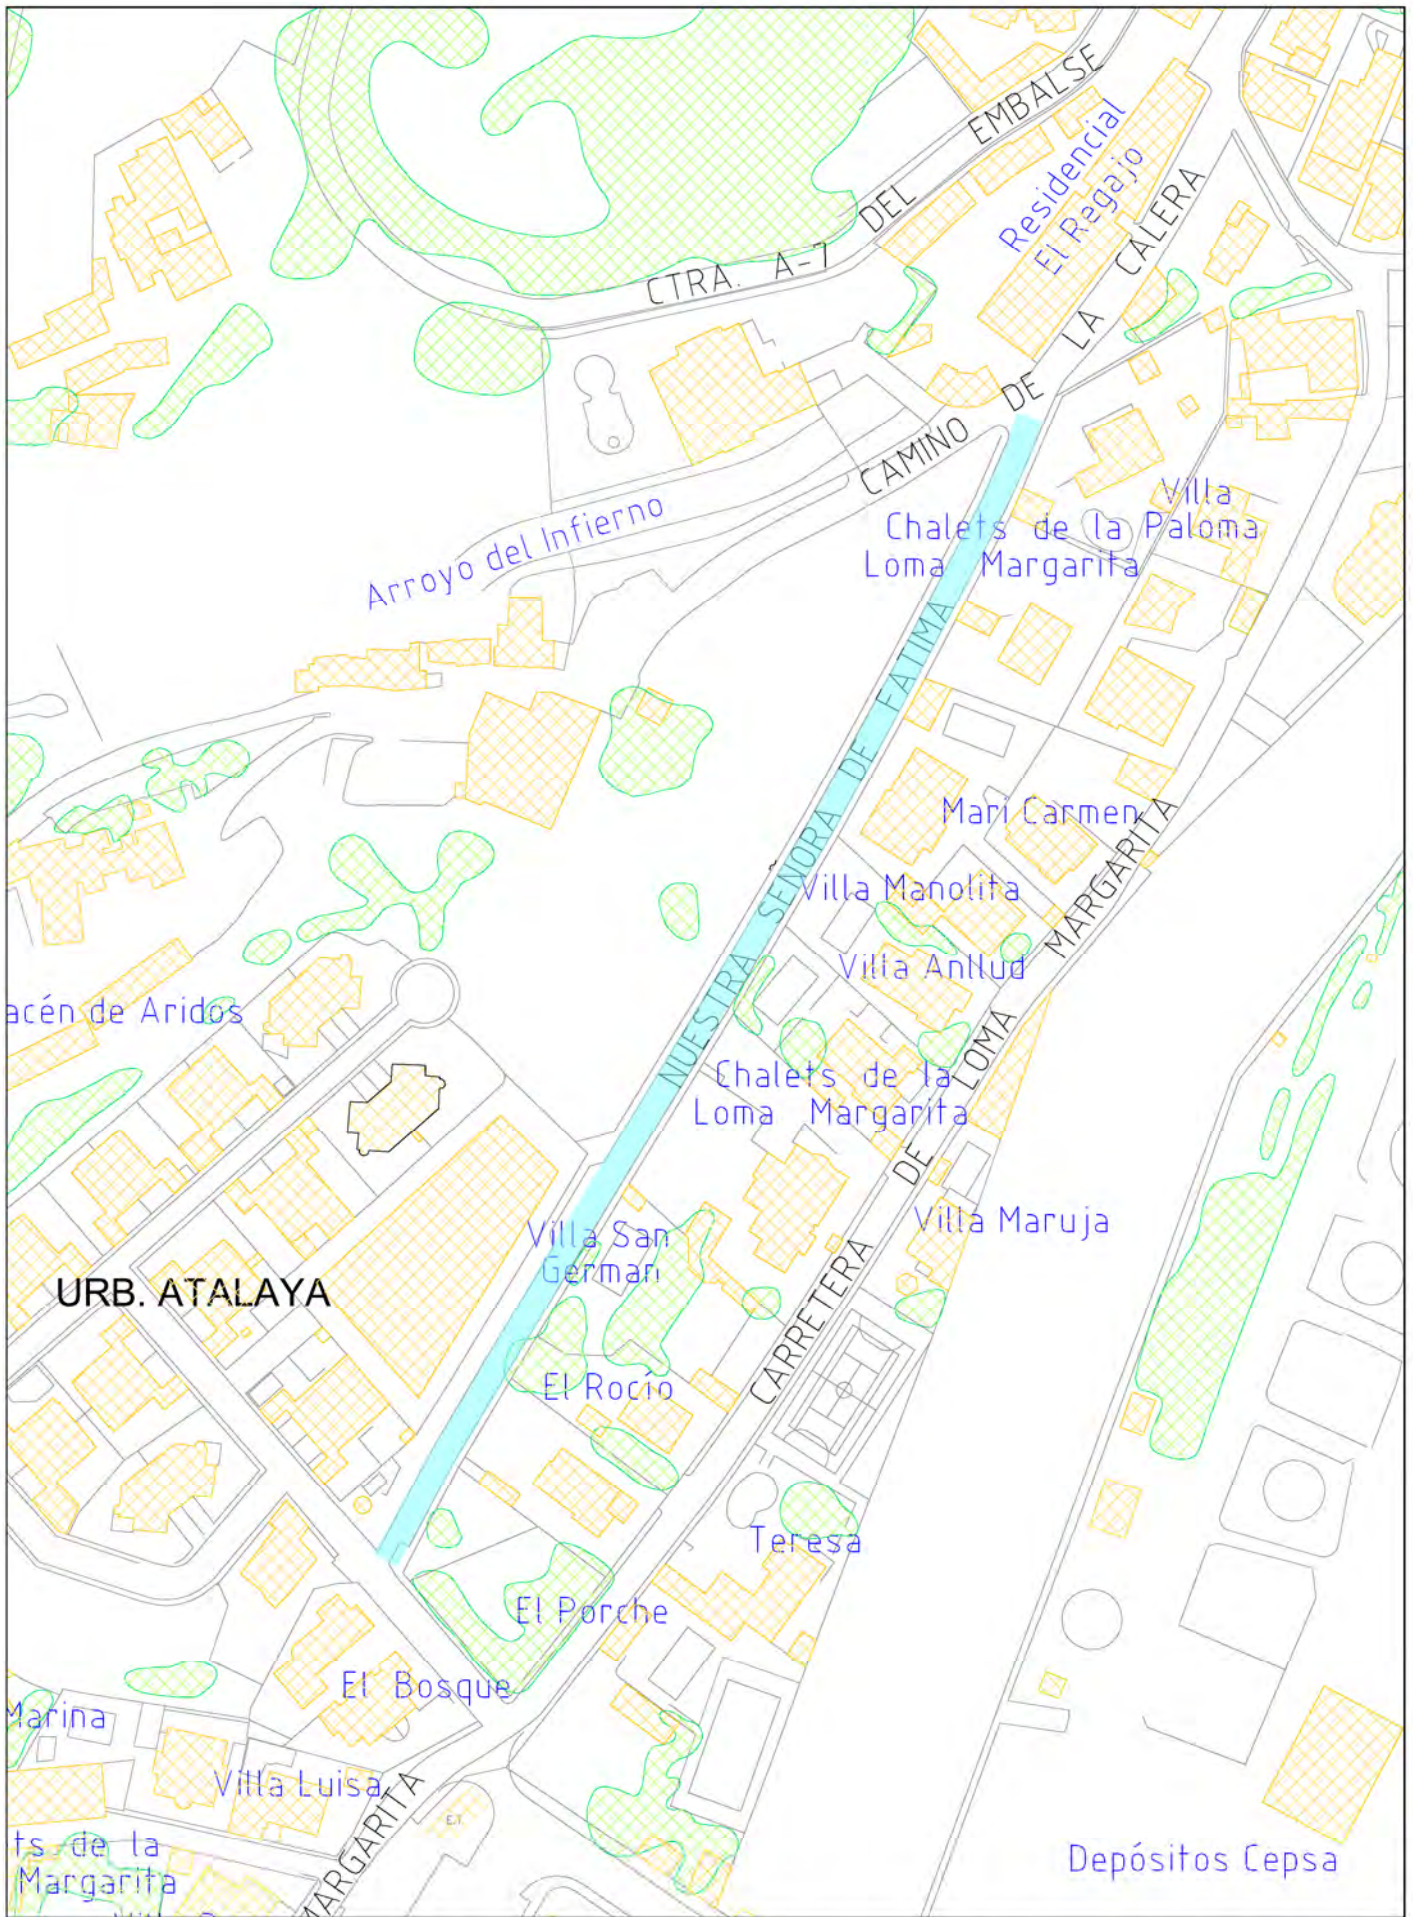 EMBALSE
Residencial
El Regajo
CTRA. A-7 DEL
CAMINO DE LA CALERA
Arroyo del Infierno
Villa
Chalets de la Paloma
Loma Margarita
NUESTRA SEÑORA DE FATIMA
Mari Carmen
Villa Manolita
Villa Anllud
acén de Aridos
Chalets de la
Loma Margarita
CARRETERA DE LOMA MARGARITA
Villa Maruja
Villa San
German
URB. ATALAYA
El Rocío
Teresa
El Porche
El Bosque
Marina
Villa Luisa
MARGARITA
E.T.
ts de la
Margarita
Depósitos Cepsa